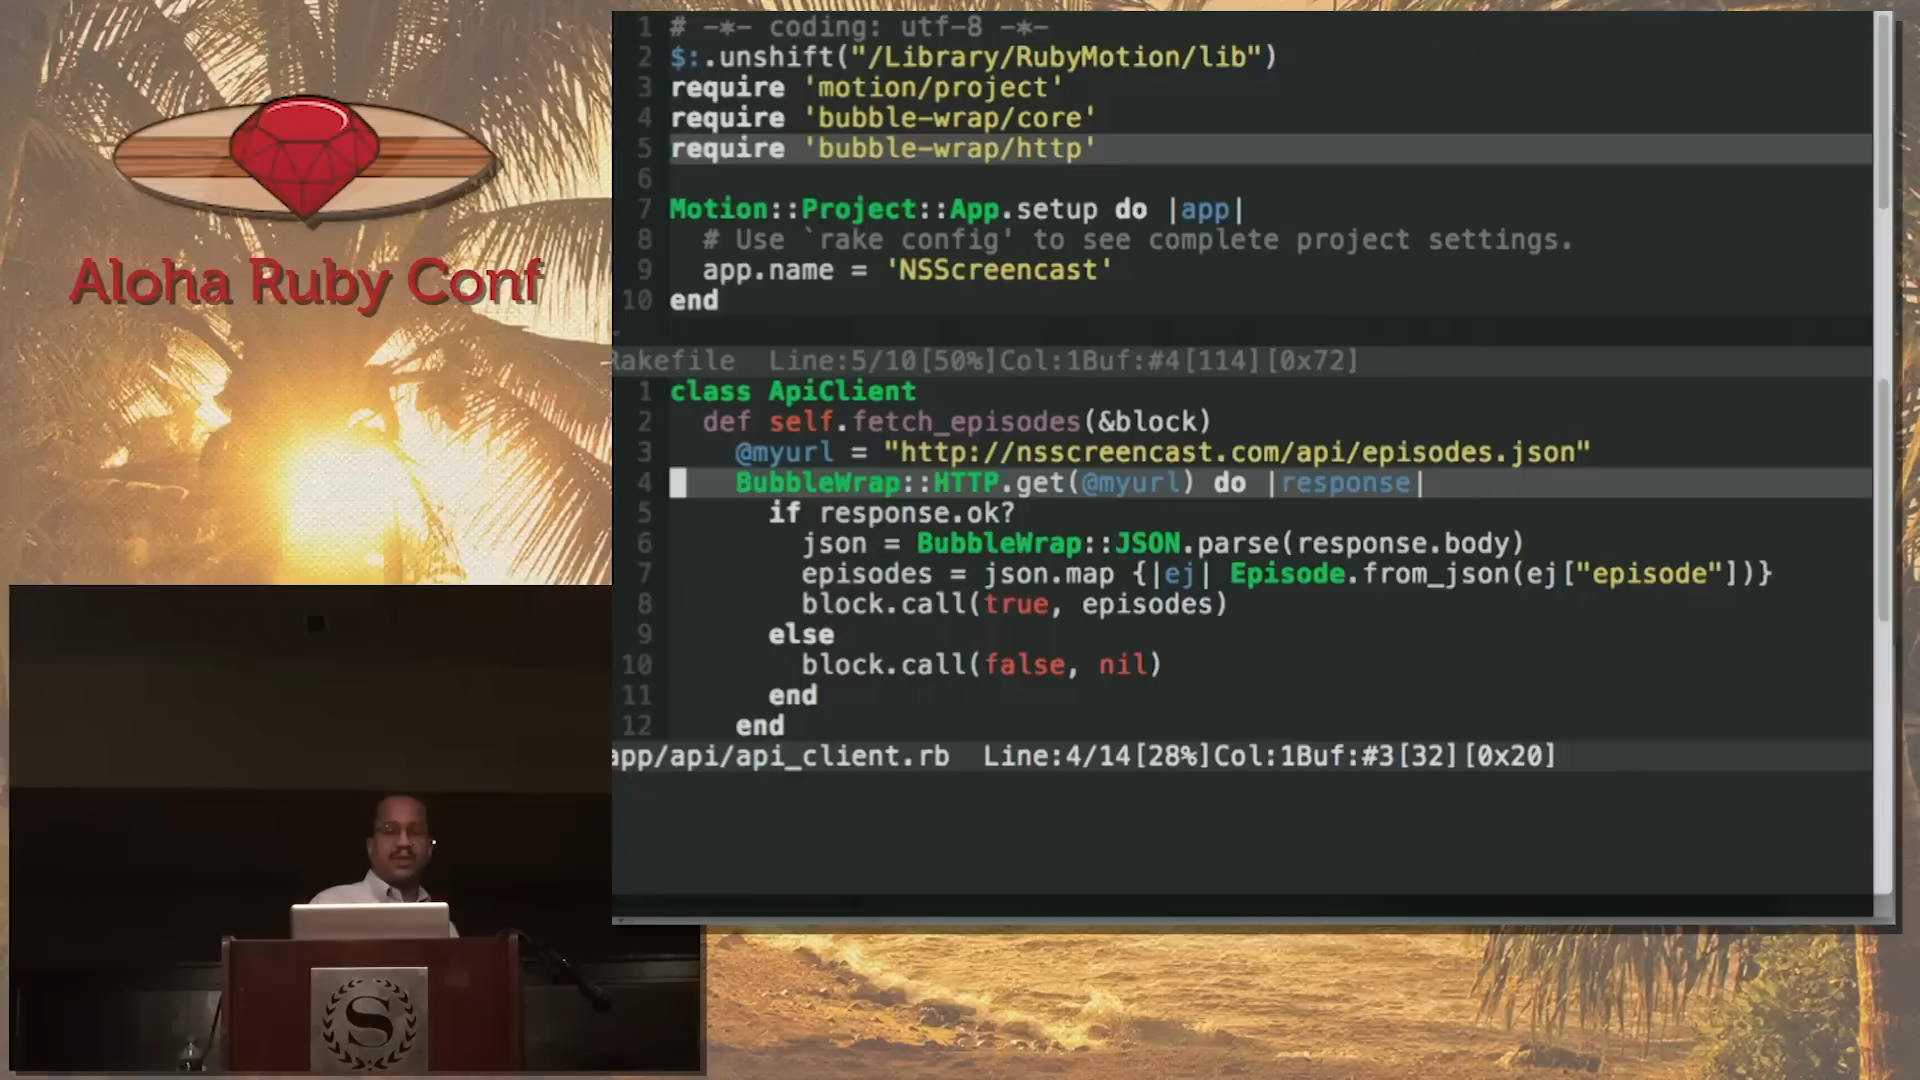 Aloha Ruby Conf
1 # -*- coding: utf-8 -*-
2 $:.unshift("/Library/RubyMotion/lib")
3 require 'motion/project'
4 require 'bubble-wrap/core'
5 require 'bubble-wrap/http'
6
7 Motion::Project::App.setup do |app|
8 # Use `rake config' to see complete project settings.
9 app.name = 'NSScreencast'
10 end
Rakefile Line:5/10[50%]Col:1Buf:#4[114][0x72]
1 class ApiClient
2 def self.fetch_episodes(&block)
3 @myurl = "http://nsscreencast.com/api/episodes.json"
4 BubbleWrap::HTTP.get(@myurl) do |response|
5 if response.ok?
6 json = BubbleWrap::JSON.parse(response.body)
7 episodes = json.map {|ej| Episode.from_json(ej["episode"])}
8 block.call(true, episodes)
9 else
10 block.call(false, nil)
11 end
12 end
app/api/api_client.rb Line:4/14[28%]Col:1Buf:#3[32][0x20]
S